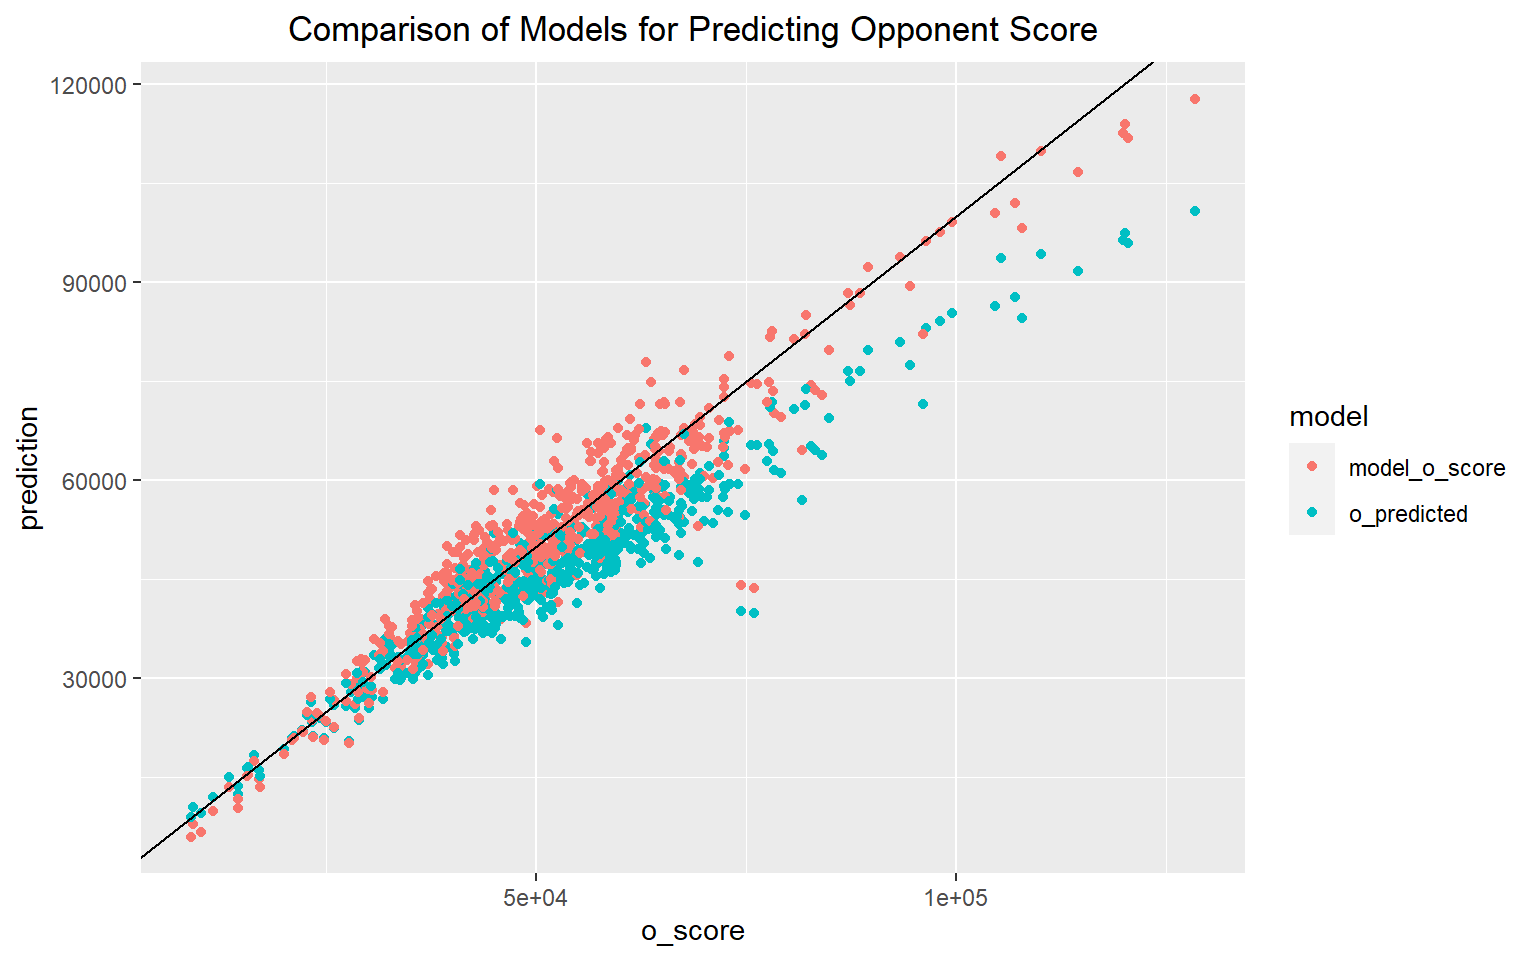 Comparison of Models for Predicting Opponent Score
120000
90000
60000
30000
prediction
5e+04
1e+05
o_score
model
model_o_score
o_predicted